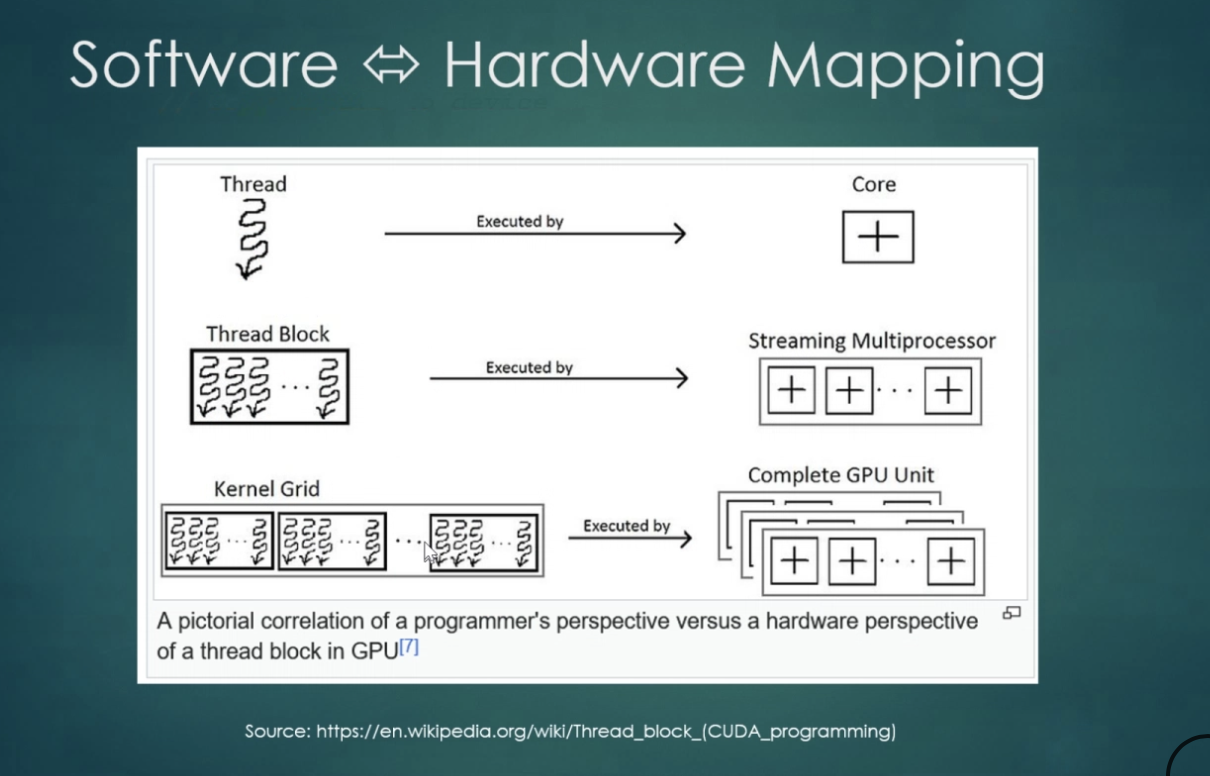 Software ⇔ Hardware Mapping
Thread
Executed by
Core
Thread Block
Executed by
Streaming Multiprocessor
Kernel Grid
Executed by
Complete GPU Unit
A pictorial correlation of a programmer's perspective versus a hardware perspective
of a thread block in GPU[7]
Source: https://en.wikipedia.org/wiki/Thread_block_(CUDA_programming)